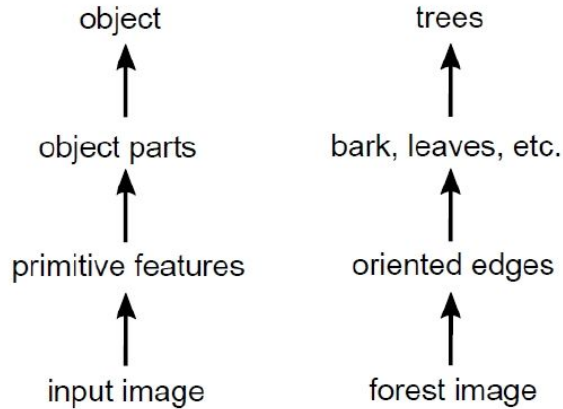 object
trees
object parts
bark, leaves, etc.
primitive features
oriented edges
input image
forest image